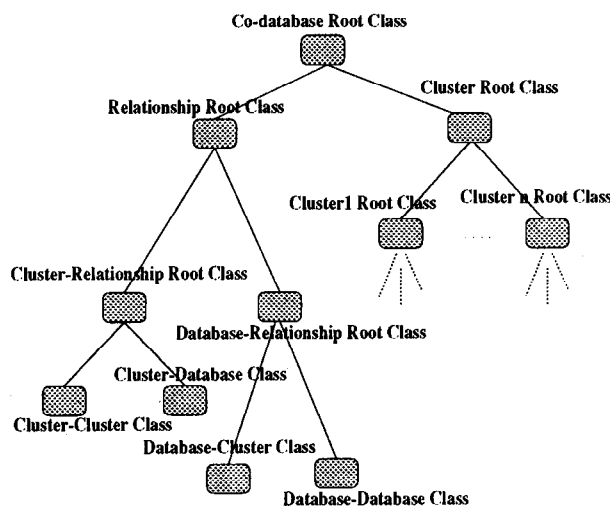 Co-database Root Class
Cluster Root Class
Relationship Root Class
Cluster1 Root Class
Cluster n Root Class
Cluster-Relationship Root Class
Database-Relationship Root Class
Cluster-Database Class
Cluster-Cluster Class
Database-Cluster Class
Database-Database Class